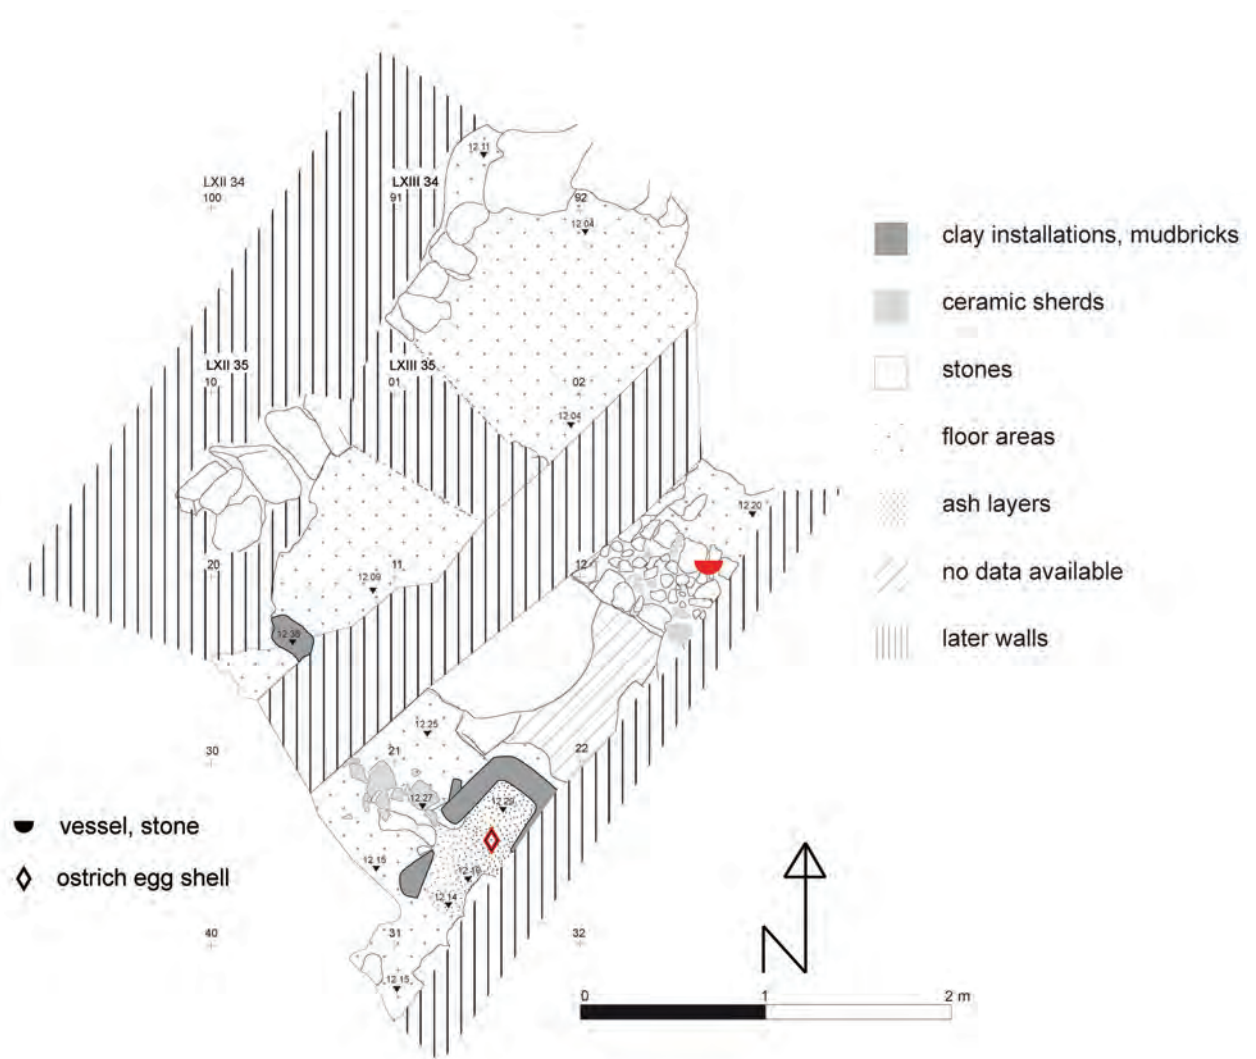 12.11
LXII 34
LXIII 34
100
91
92
12.04
clay installations, mudbricks
ceramic sherds
LXII 35
LXIII 35
stones
10
01
02
12.04
floor areas
12.20
ash layers
20
11
12
no data available
12.09
12.38
later walls
12.25
30
21
22
12.27
12.29
vessel, stone
12.15
ostrich egg shell
12.14
40
31
32
12.15
N
0
1
2 m